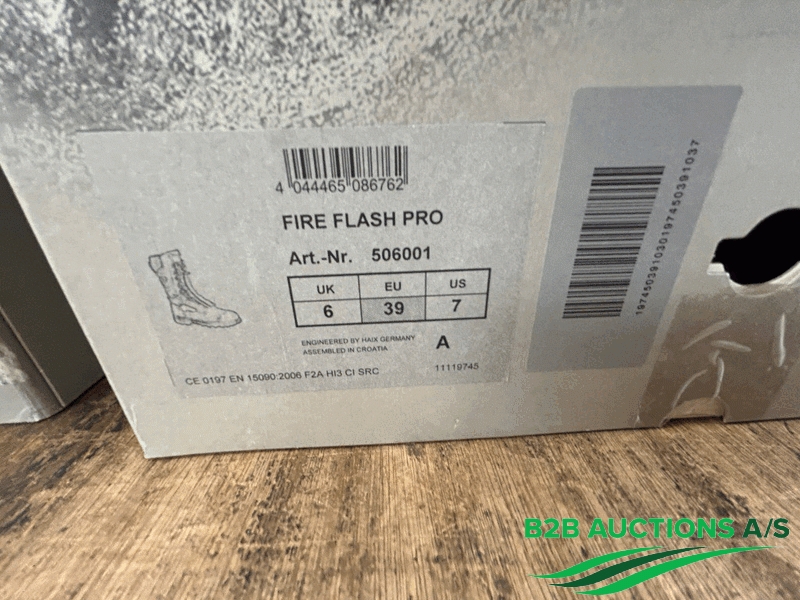 4 044465 086762
FIRE FLASH PRO
Art.-Nr. 506001
UK EU US
6 39 7
ENGINEERED BY HAIX GERMANY
ASSEMBLED IN CROATIA
A
CE 0197 EN 15090:2006 F2A HI3 CI SRC
11119745
197450391030197450391037
B2B AUCTIONS A/S